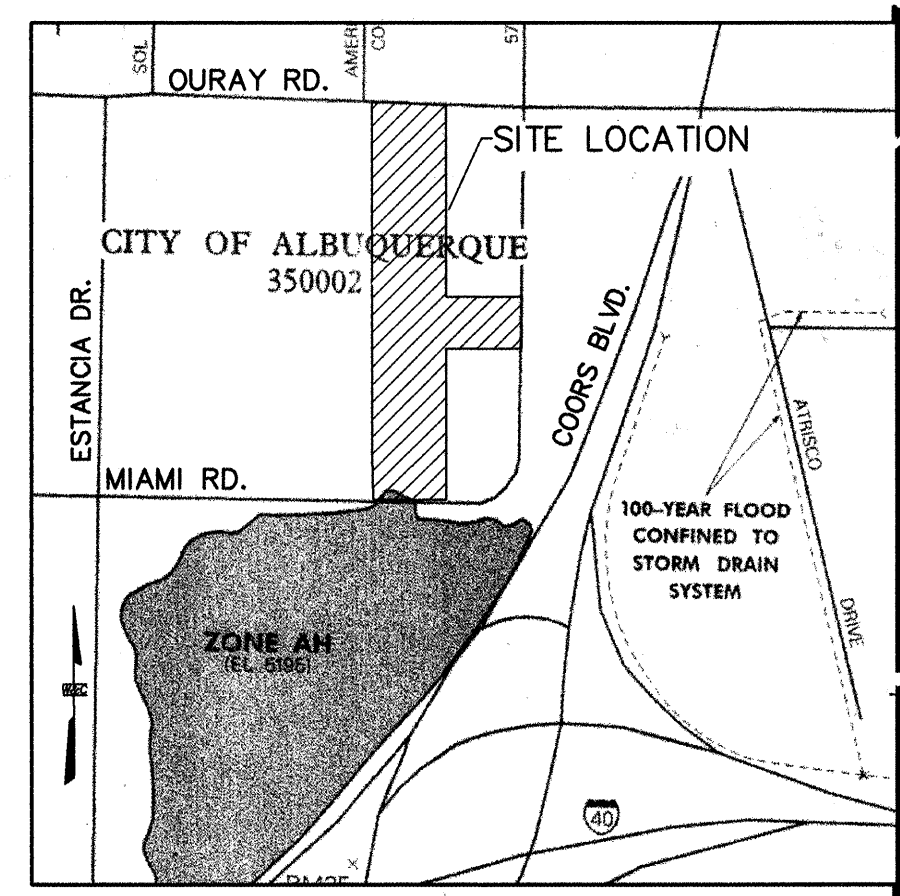 SOL
AMERI
CO
57
OURAY RD.
SITE LOCATION
CITY OF ALBUQUERQUE
350002
ESTANCIA DR.
COORS BLVD.
ATRISCO
MIAMI RD.
100-YEAR FLOOD
CONFINED TO
STORM DRAIN
SYSTEM
DRIVE
ZONE AH
(EL 5196)
40